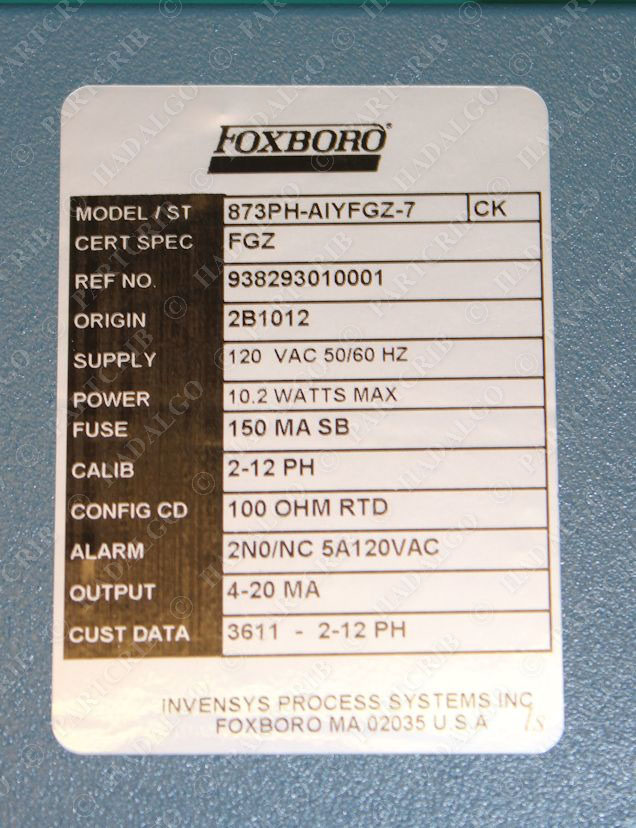 FOXBORO®
MODEL / ST 873PH-AIYFGZ-7 CK
CERT SPEC FGZ
REF NO. 938293010001
ORIGIN 2B1012
SUPPLY 120 VAC 50/60 HZ
POWER 10.2 WATTS MAX
FUSE 150 MA SB
CALIB 2-12 PH
CONFIG CD 100 OHM RTD
ALARM 2N0/NC 5A120VAC
OUTPUT 4-20 MA
CUST DATA 3611 - 2-12 PH
INVENSYS PROCESS SYSTEMS INC
FOXBORO MA 02035 U.S.A
© PARTCRIB © HADALGO